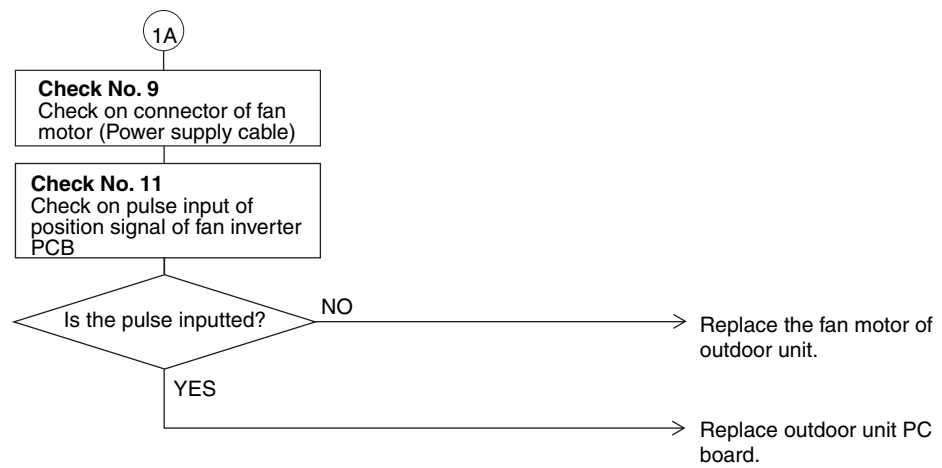 1A
Check No. 9
Check on connector of fan
motor (Power supply cable)
Check No. 11
Check on pulse input of
position signal of fan inverter
PCB
Is the pulse inputted?
NO
Replace the fan motor of
outdoor unit.
YES
Replace outdoor unit PC
board.